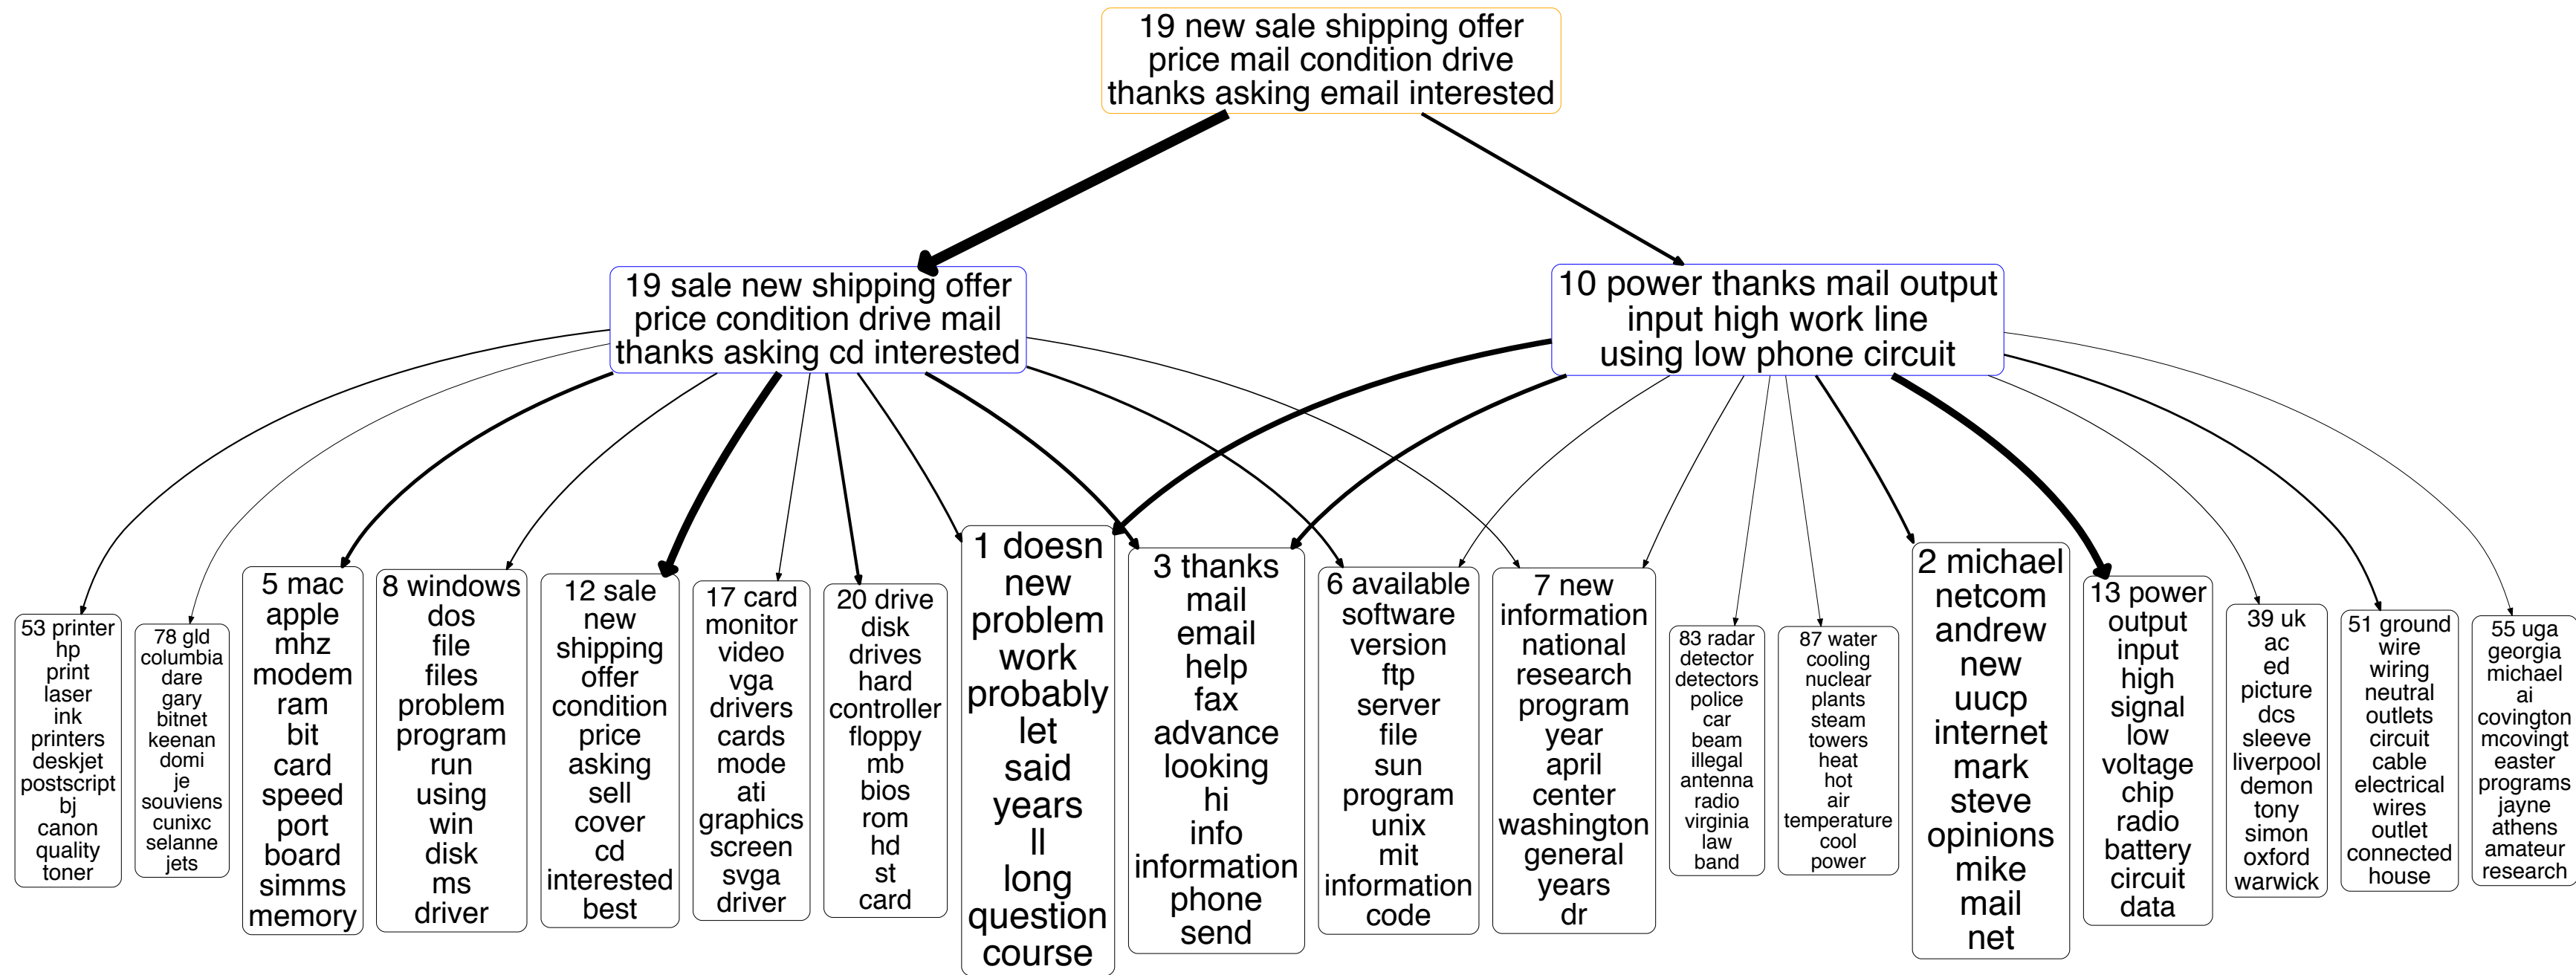 19 new sale shipping offer
price mail condition drive
thanks asking email interested
19 sale new shipping offer
price condition drive mail
thanks asking cd interested
10 power thanks mail output
input high work line
using low phone circuit
53 printer
hp
print
laser
ink
printers
deskjet
postscript
bj
canon
quality
toner
78 gld
columbia
dare
gary
bitnet
keenan
domi
je
souviens
cunixc
selanne
jets
5 mac
apple
mhz
modem
ram
bit
card
speed
port
board
simms
memory
8 windows
dos
file
files
problem
program
run
using
win
disk
ms
driver
12 sale
new
shipping
offer
condition
price
asking
sell
cover
cd
interested
best
17 card
monitor
video
vga
drivers
cards
mode
ati
graphics
screen
svga
driver
20 drive
disk
drives
hard
controller
floppy
mb
bios
rom
hd
st
card
1 doesn
new
problem
work
probably
let
said
years
ll
long
question
course
3 thanks
mail
email
help
fax
advance
looking
hi
info
information
phone
send
6 available
software
version
ftp
server
file
sun
program
unix
mit
information
code
7 new
information
national
research
program
year
april
center
washington
general
years
dr
83 radar
detector
detectors
police
car
beam
illegal
antenna
radio
virginia
law
band
87 water
cooling
nuclear
plants
steam
towers
heat
hot
air
temperature
cool
power
2 michael
netcom
andrew
new
uucp
internet
mark
steve
opinions
mike
mail
net
13 power
output
input
high
signal
low
voltage
chip
radio
battery
circuit
data
39 uk
ac
ed
picture
dcs
sleeve
liverpool
demon
tony
simon
oxford
warwick
51 ground
wire
wiring
neutral
outlets
circuit
cable
electrical
wires
outlet
connected
house
55 uga
georgia
michael
ai
covington
mcovingt
easter
programs
jayne
athens
amateur
research